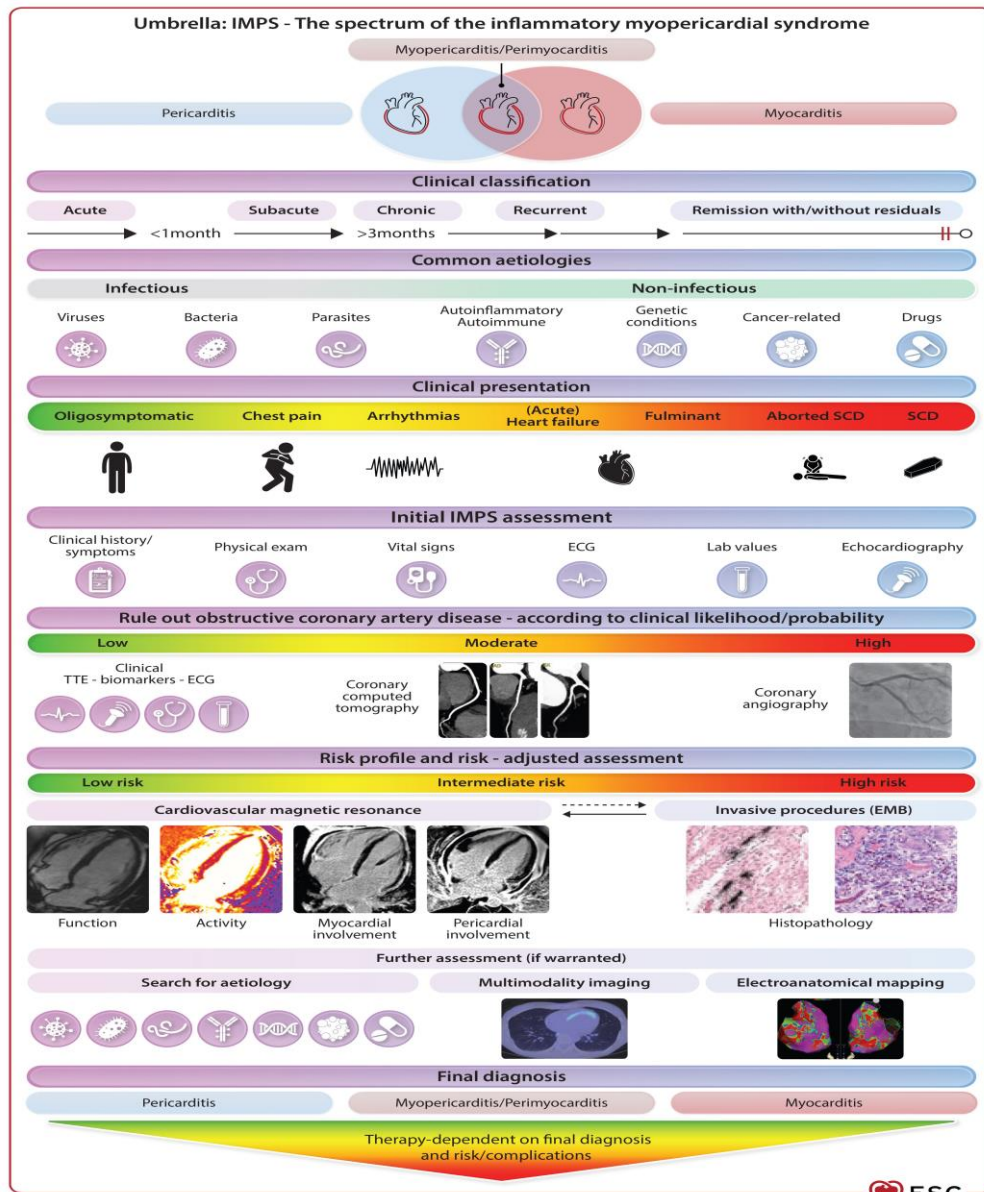 Umbrella: IMPS - The spectrum of the inflammatory myopericardial syndrome
Myopericarditis/Perimyocarditis
Pericarditis
Myocarditis
Clinical classification
Acute
Subacute
Chronic
Recurrent
Remission with/without residuals
<1month
>3months
Common aetiologies
Infectious
Non-infectious
Viruses
Bacteria
Parasites
Autoinflammatory
Autoimmune
Genetic
conditions
Cancer-related
Drugs
Clinical presentation
Oligosymptomatic
Chest pain
Arrhythmias
(Acute)
Heart failure
Fulminant
Aborted SCD
SCD
Initial IMPS assessment
Clinical history/
symptoms
Physical exam
Vital signs
ECG
Lab values
Echocardiography
Rule out obstructive coronary artery disease - according to clinical likelihood/probability
Low
Moderate
High
Clinical
TTE - biomarkers - ECG
Coronary
computed
tomography
Coronary
angiography
Risk profile and risk - adjusted assessment
Low risk
Intermediate risk
High risk
Cardiovascular magnetic resonance
Invasive procedures (EMB)
Function
Activity
Myocardial
involvement
Pericardial
involvement
Histopathology
Further assessment (if warranted)
Search for aetiology
Multimodality imaging
Electroanatomical mapping
Final diagnosis
Pericarditis
Myopericarditis/Perimyocarditis
Myocarditis
Therapy-dependent on final diagnosis
and risk/complications
ESC